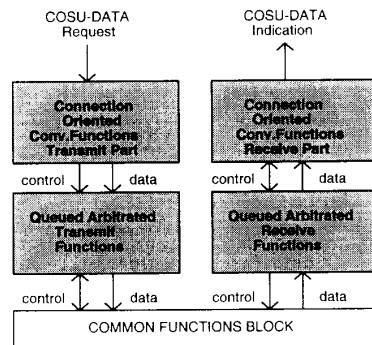 COSU-DATA
Request
COSU-DATA
Indication
Connection
Oriented
Conv.Functions
Transmit Part
Connection
Oriented
Conv.Functions
Receive Part
control data
control data
Queued Arbitrated
Transmit
Functions
Queued Arbitrated
Receive
Functions
control data
control data
COMMON FUNCTIONS BLOCK